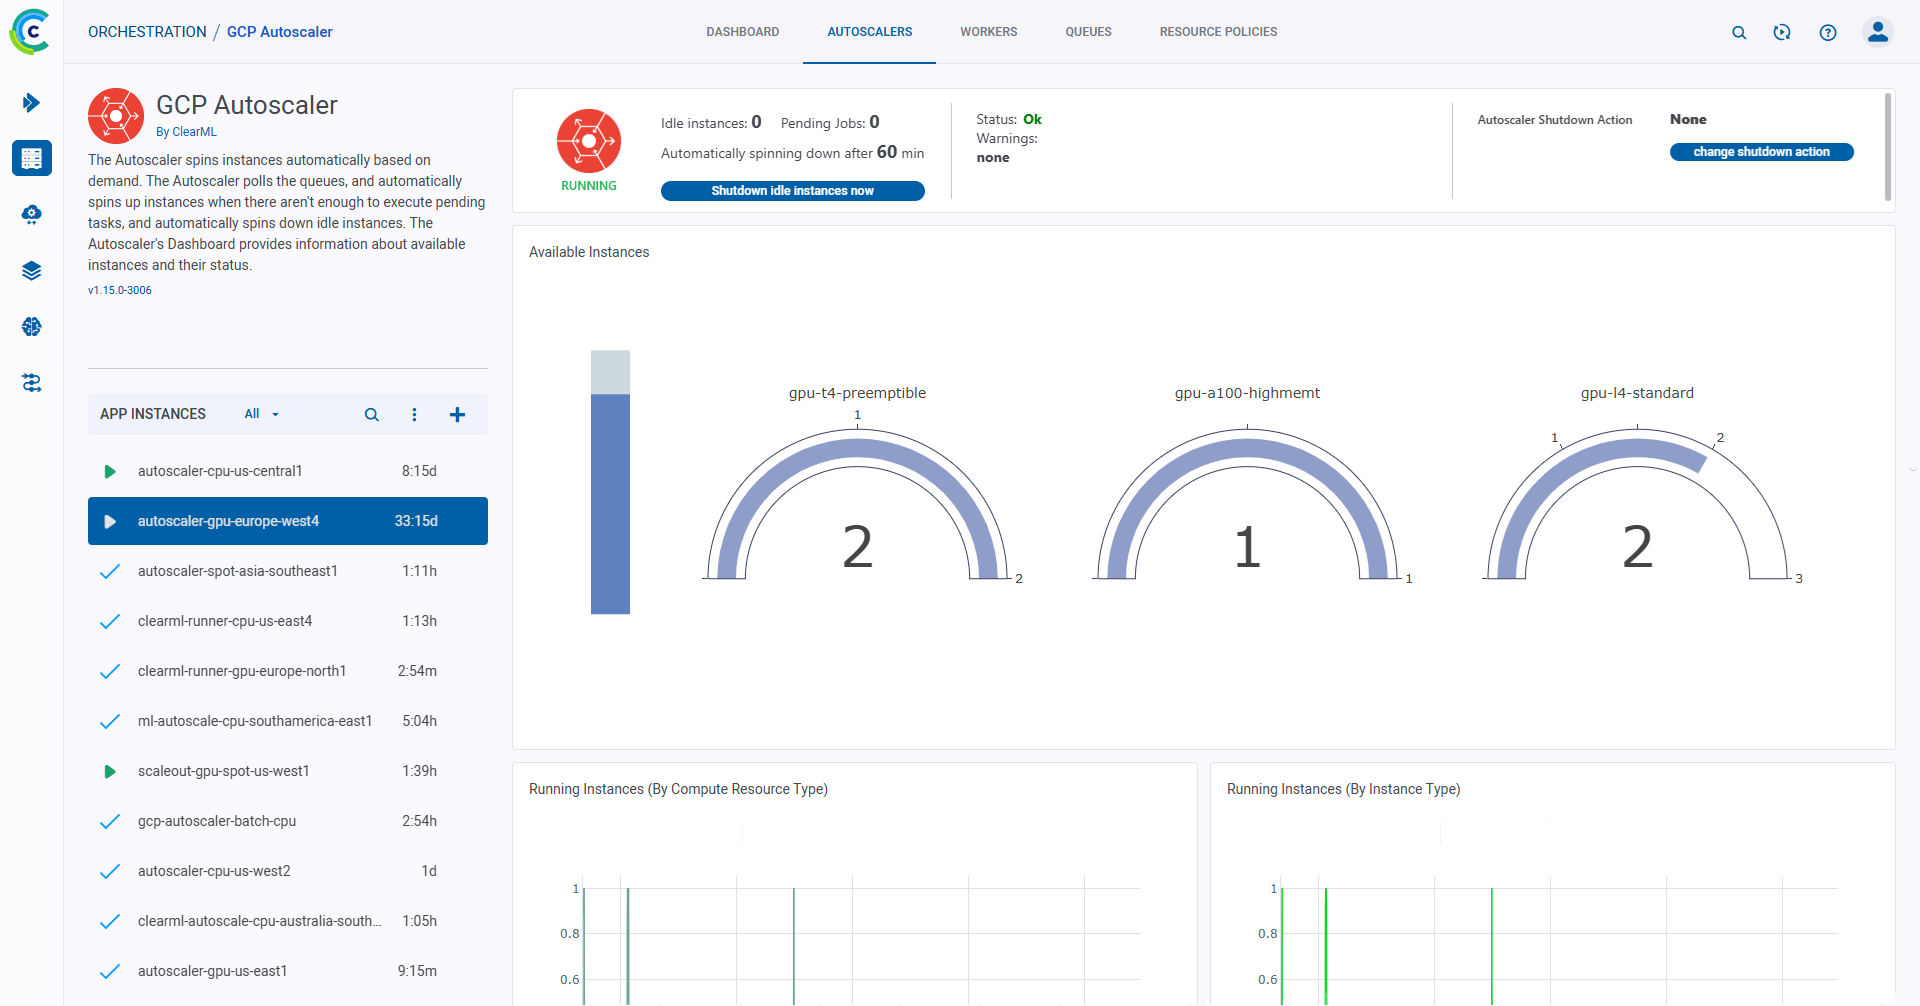 ORCHESTRATION / GCP Autoscaler
DASHBOARD
AUTOSCALERS
WORKERS
QUEUES
RESOURCE POLICIES
GCP Autoscaler
By ClearML
The Autoscaler spins instances automatically based on
demand. The Autoscaler polls the queues, and automatically
spins up instances when there aren't enough to execute pending
tasks, and automatically spins down idle instances. The
Autoscaler's Dashboard provides information about available
instances and their status.
v1.15.0-3006
APP INSTANCES All
autoscaler-cpu-us-central1 8:15d
autoscaler-gpu-europe-west4 33:15d
autoscaler-spot-asia-southeast1 1:11h
clearml-runner-cpu-us-east4 1:13h
clearml-runner-gpu-europe-north1 2:54m
ml-autoscale-cpu-southamerica-east1 5:04h
scaleout-gpu-spot-us-west1 1:39h
gcp-autoscaler-batch-cpu 2:54h
autoscaler-cpu-us-west2 1d
clearml-autoscale-cpu-australia-south... 1:05h
autoscaler-gpu-us-east1 9:15m
RUNNING
Idle instances: 0 Pending Jobs: 0
Automatically spinning down after 60 min
Shutdown idle instances now
Status: Ok
Warnings:
none
Autoscaler Shutdown Action None
change shutdown action
Available Instances
gpu-t4-preemptible
1
2
2
gpu-a100-highmemt
1
1
gpu-l4-standard
1
2
2
3
Running Instances (By Compute Resource Type)
1
0.8
0.6
Running Instances (By Instance Type)
1
0.8
0.6